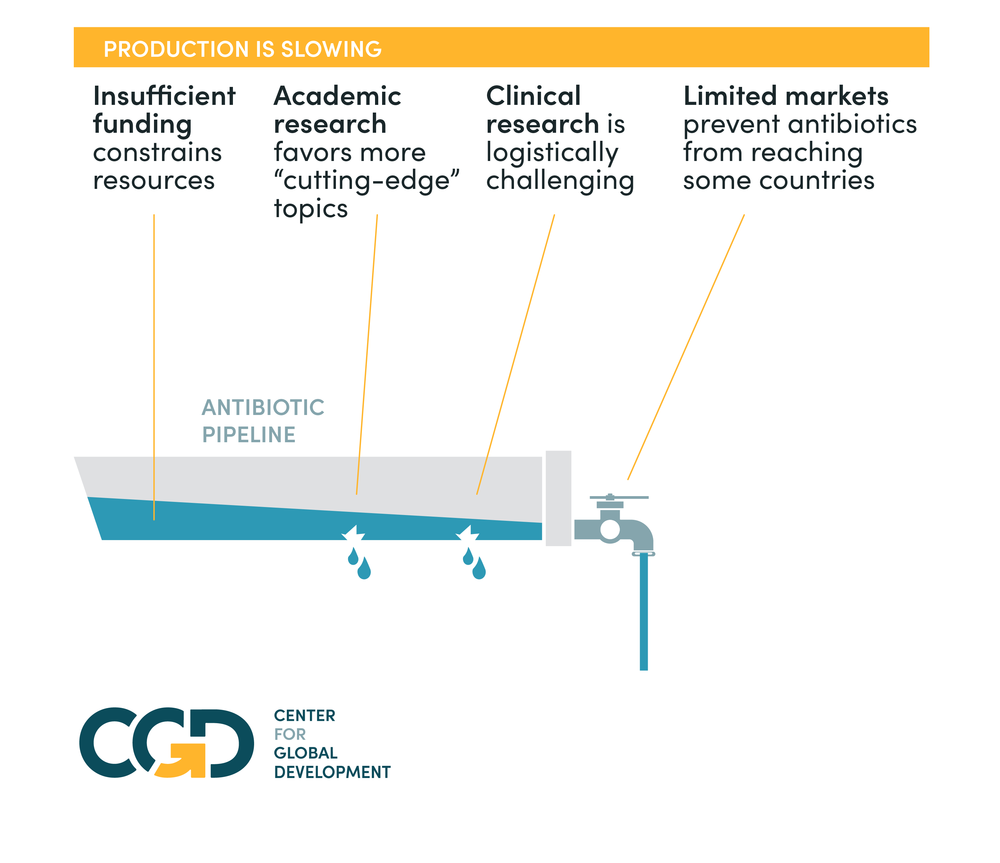 PRODUCTION IS SLOWING
Insufficient
funding
constrains
resources
Academic
research
favors more
“cutting-edge”
topics
Clinical
research is
logistically
challenging
Limited markets
prevent antibiotics
from reaching
some countries
ANTIBIOTIC
PIPELINE
CGD
CENTER
FOR
GLOBAL
DEVELOPMENT